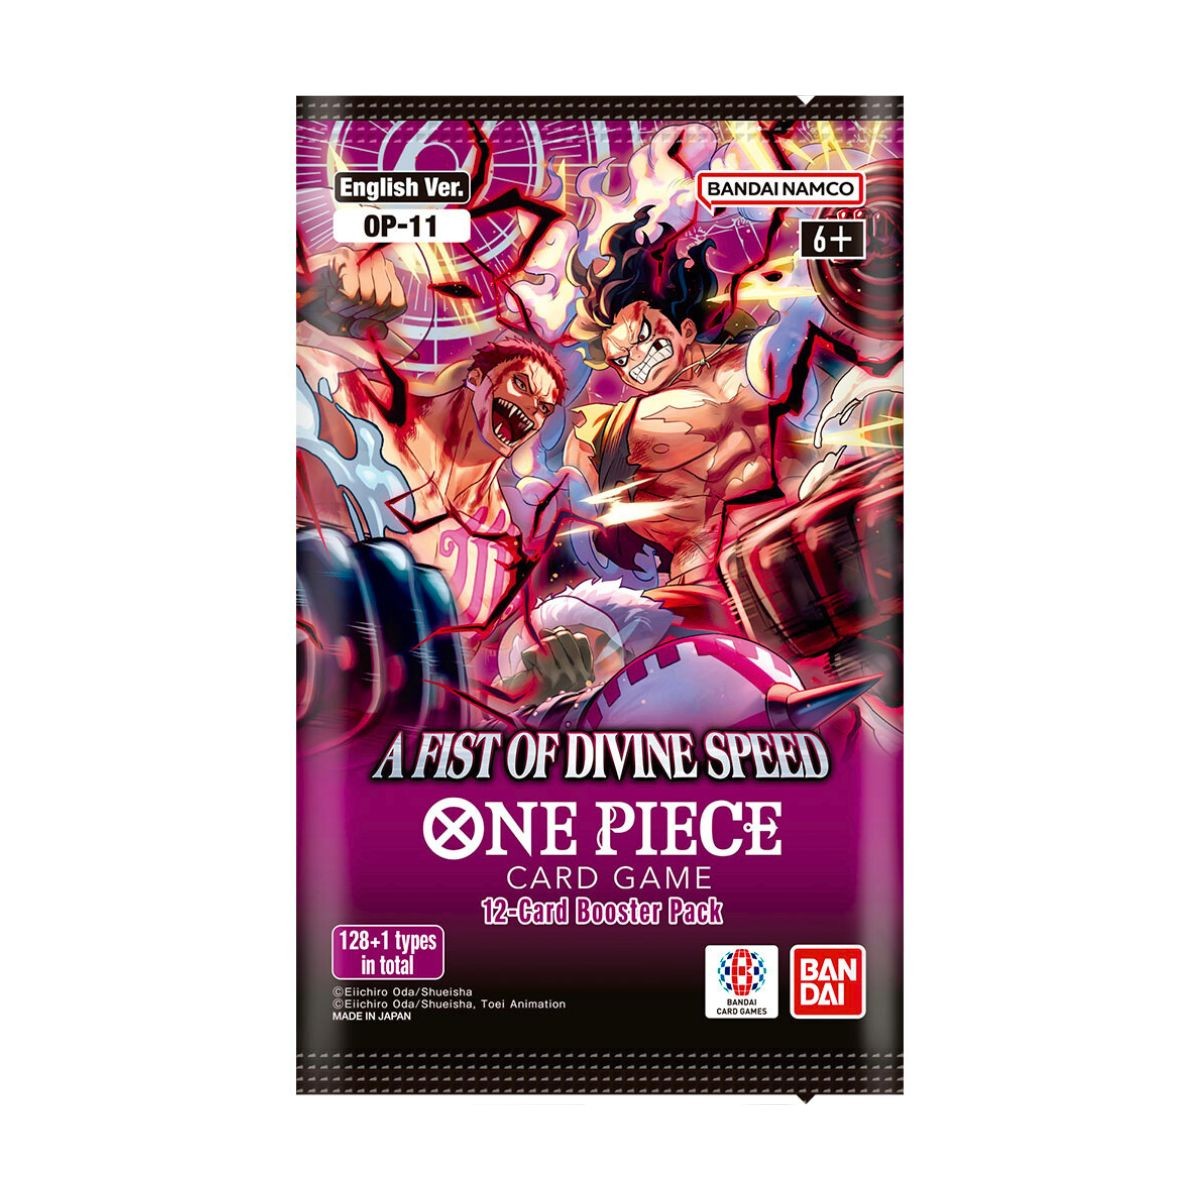 English Ver.
OP-11
BANDAI NAMCO
6+
A FIST OF DIVINE SPEED
ONE PIECE
CARD GAME
12-Card Booster Pack
128+1 types
in total
©Eiichiro Oda/Shueisha
©Eiichiro Oda/Shueisha, Toei Animation
MADE IN JAPAN
BANDAI
CARD GAMES
BAN
DAI